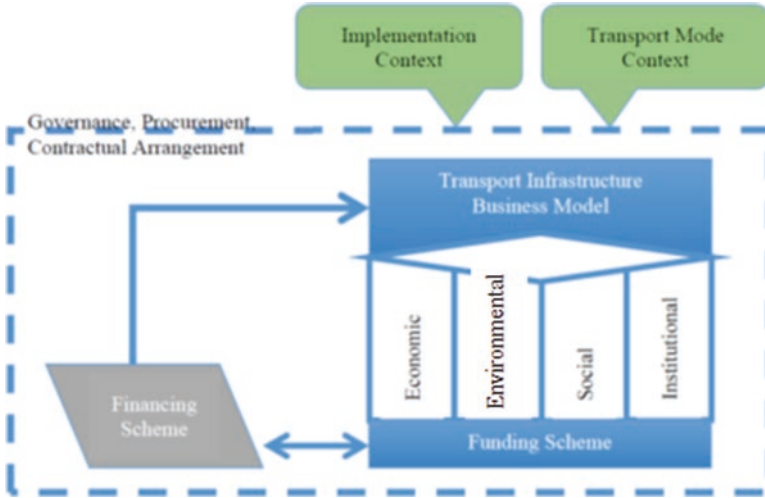 Implementation
Context
Transport Mode
Context
Governance, Procurement,
Contractual Arrangement
Transport Infrastructure
Business Model
Economic
Environmental
Social
Institutional
Financing
Scheme
Funding Scheme